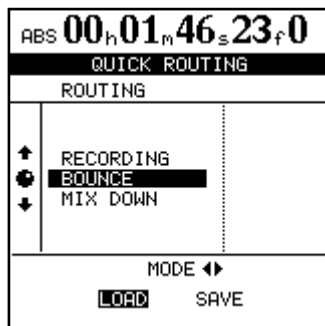 ABS 00h01m46s23f0
QUICK ROUTING
ROUTING
RECORDING
BOUNCE
MIX DOWN
MODE
LOAD SAVE